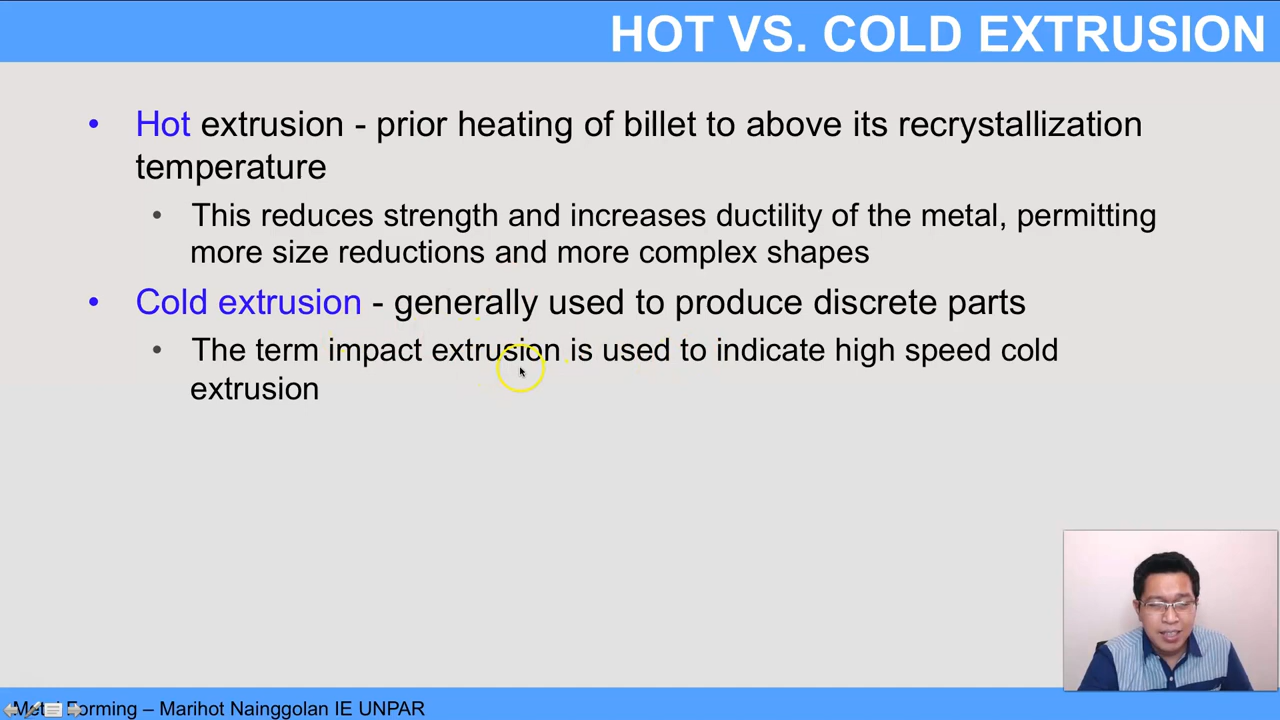 HOT VS. COLD EXTRUSION
• Hot extrusion - prior heating of billet to above its recrystallization
temperature
• This reduces strength and increases ductility of the metal, permitting
more size reductions and more complex shapes
• Cold extrusion - generally used to produce discrete parts
• The term impact extrusion is used to indicate high speed cold
extrusion
Metal Forming – Marihot Nainggolan IE UNPAR